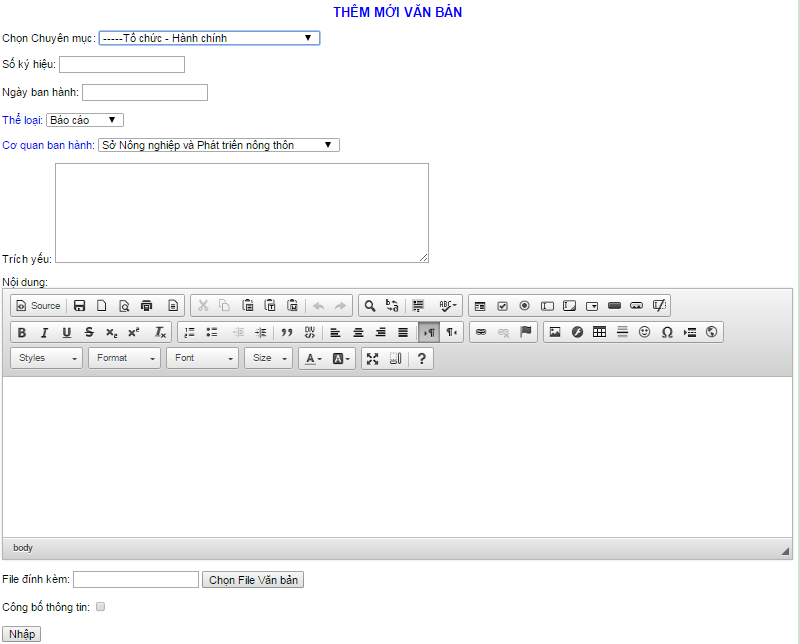 THÊM MỚI VĂN BẢN
Chọn Chuyên mục: -----Tổ chức - Hành chính
Số ký hiệu:
Ngày ban hành:
Thể loại: Báo cáo
Cơ quan ban hành: Sở Nông nghiệp và Phát triển nông thôn
Trích yếu:
Nội dung:
Source
Styles Format Font Size
body
File đính kèm: Chọn File Văn bản
Công bố thông tin:
Nhập